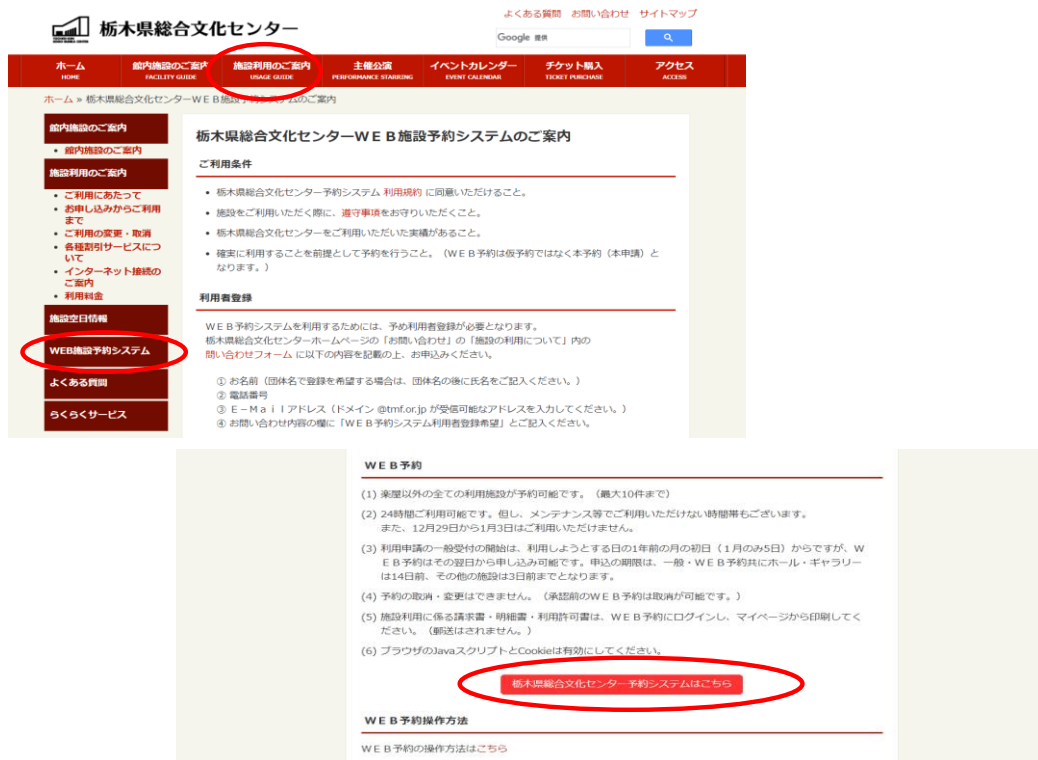 よくある質問 お問い合わせ サイトマップ
栃木県総合文化センター
Google 提供
ホーム 館内施設のご案内 施設利用のご案内 主催公演 イベントカレンダー チケット購入 アクセス
HOME FACILITY GUIDE USAGE GUIDE PERFORMANCE STARRING EVENT CALENDAR TICKET PURCHASE ACCESS
ホーム » 栃木県総合文化センターWEB施設予約システムのご案内
館内施設のご案内
• 館内施設のご案内
施設利用のご案内
• ご利用にあたって
• お申し込みからご利用
まで
• ご利用の変更・取消
• 各種割引サービスにつ
いて
• インターネット接続の
ご案内
• 利用料金
施設空日情報
WEB施設予約システム
よくある質問
らくらくサービス
栃木県総合文化センターWEB施設予約システムのご案内
ご利用条件
• 栃木県総合文化センター予約システム 利用規約 に同意いただけること。
• 施設をご利用いただく際に、遵守事項をお守りいただくこと。
• 栃木県総合文化センターをご利用いただいた実績があること。
• 確実に利用することを前提として予約を行うこと。（WEB予約は仮予約ではなく本予約（本申請）と
なります。）
利用者登録
WEB予約システムを利用するためには、予め利用者登録が必要となります。
栃木県総合文化センターホームページの「お問い合わせ」の「施設の利用について」内の
問い合わせフォーム に以下の内容を記載の上、お申込みください。
① お名前（団体名で登録を希望する場合は、団体名の後に氏名をご記入ください。）
② 電話番号
③ E－Mailアドレス（ドメイン @tmf.or.jp が受信可能なアドレスを入力してください。）
④ お問い合わせ内容の欄に「WEB予約システム利用者登録希望」とご記入ください。
WEB予約
(1) 楽屋以外の全ての利用施設が予約可能です。（最大10件まで）
(2) 24時間ご利用可能です。但し、メンテナンス等でご利用いただけない時間帯もございます。
また、12月29日から1月3日はご利用いただけません。
(3) 利用申請の一般受付の開始は、利用しようとする日の1年前の月の初日（１月のみ5日）からですが、W
EB予約はその翌日から申し込み可能です。申込の期限は、一般・WEB予約共にホール・ギャラリー
は14日前、その他の施設は3日前までとなります。
(4) 予約の取消・変更はできません。（承認前のWEB予約は取消が可能です。）
(5) 施設利用に係る請求書・明細書・利用許可書は、WEB予約にログインし、マイページから印刷してく
ださい。（郵送はされません。）
(6) ブラウザのJavaスクリプトとCookieは有効にしてください。
栃木県総合文化センター予約システムはこちら
WEB予約操作方法
WEB予約の操作方法はこちら